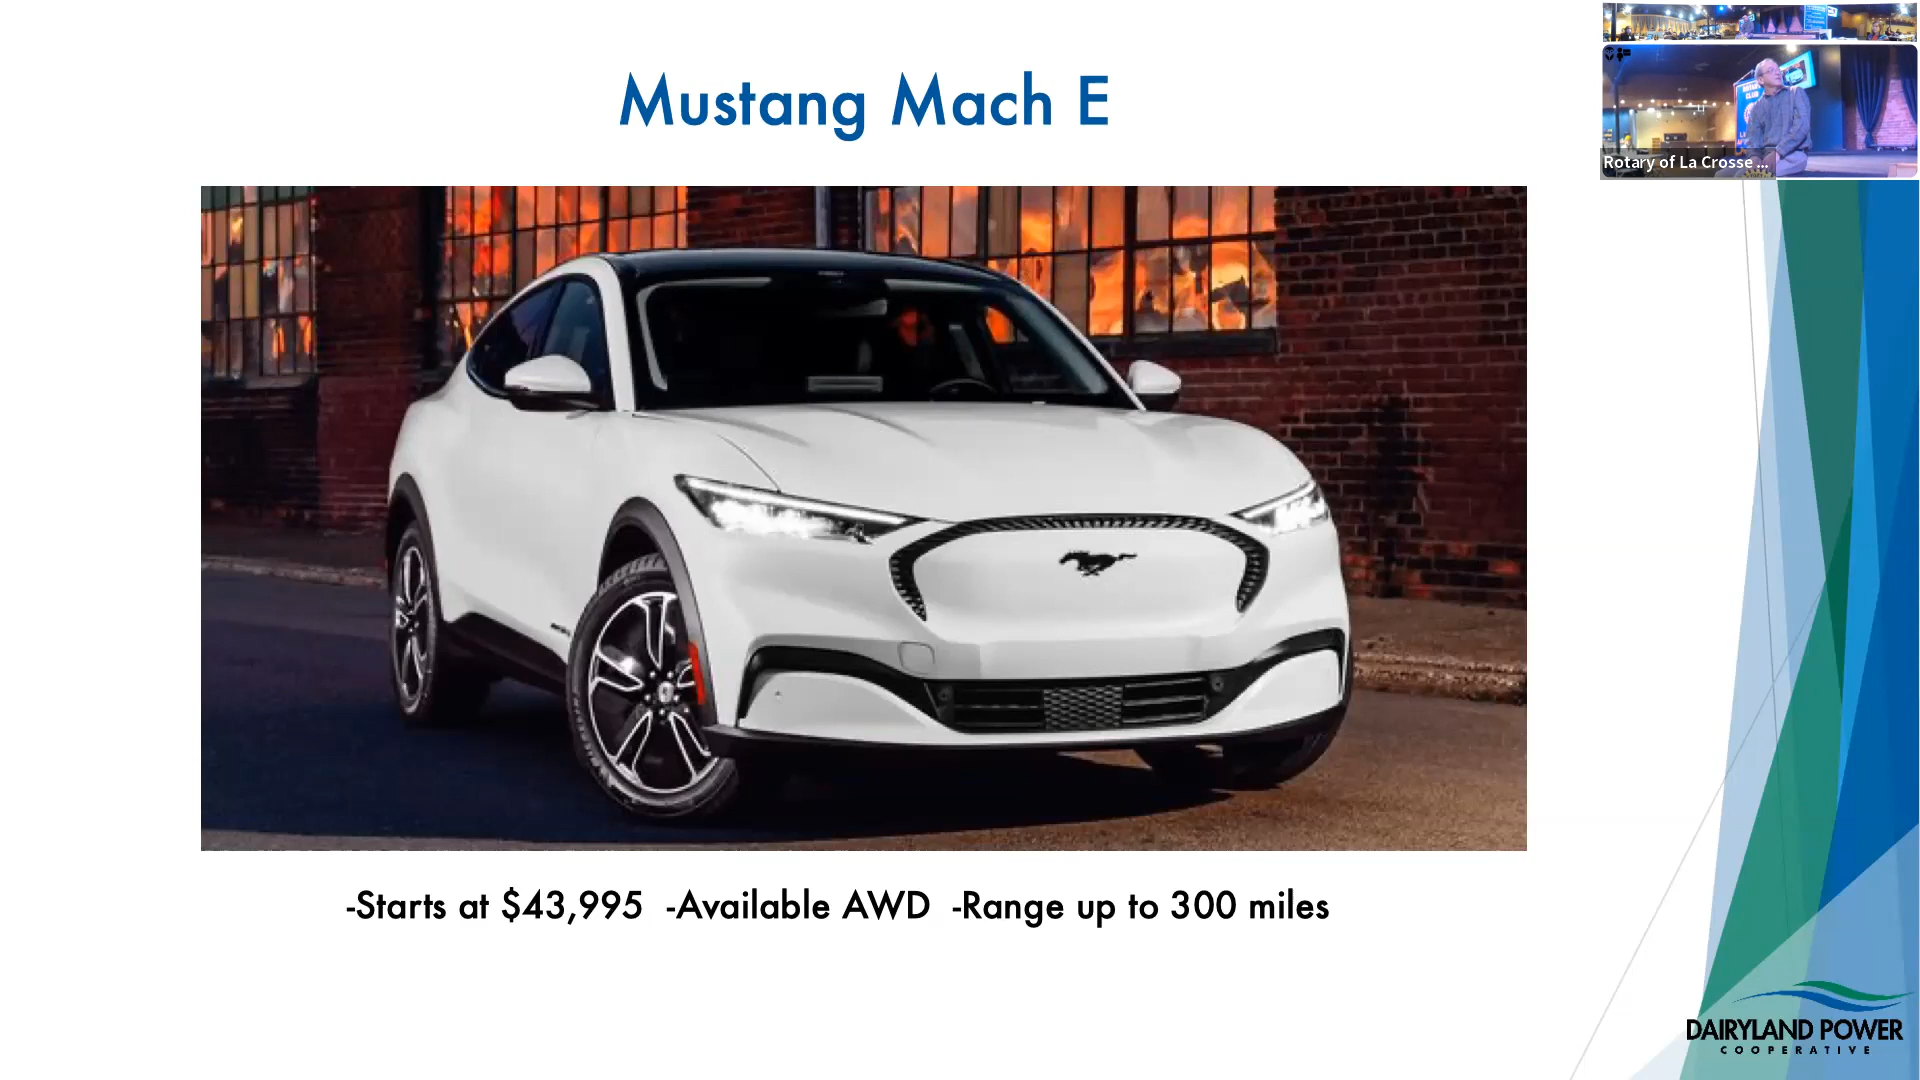 Mustang Mach E
Rotary of La Crosse ...
-Starts at $43,995 -Available AWD -Range up to 300 miles
DAIRYLAND POWER
COOPERATIVE